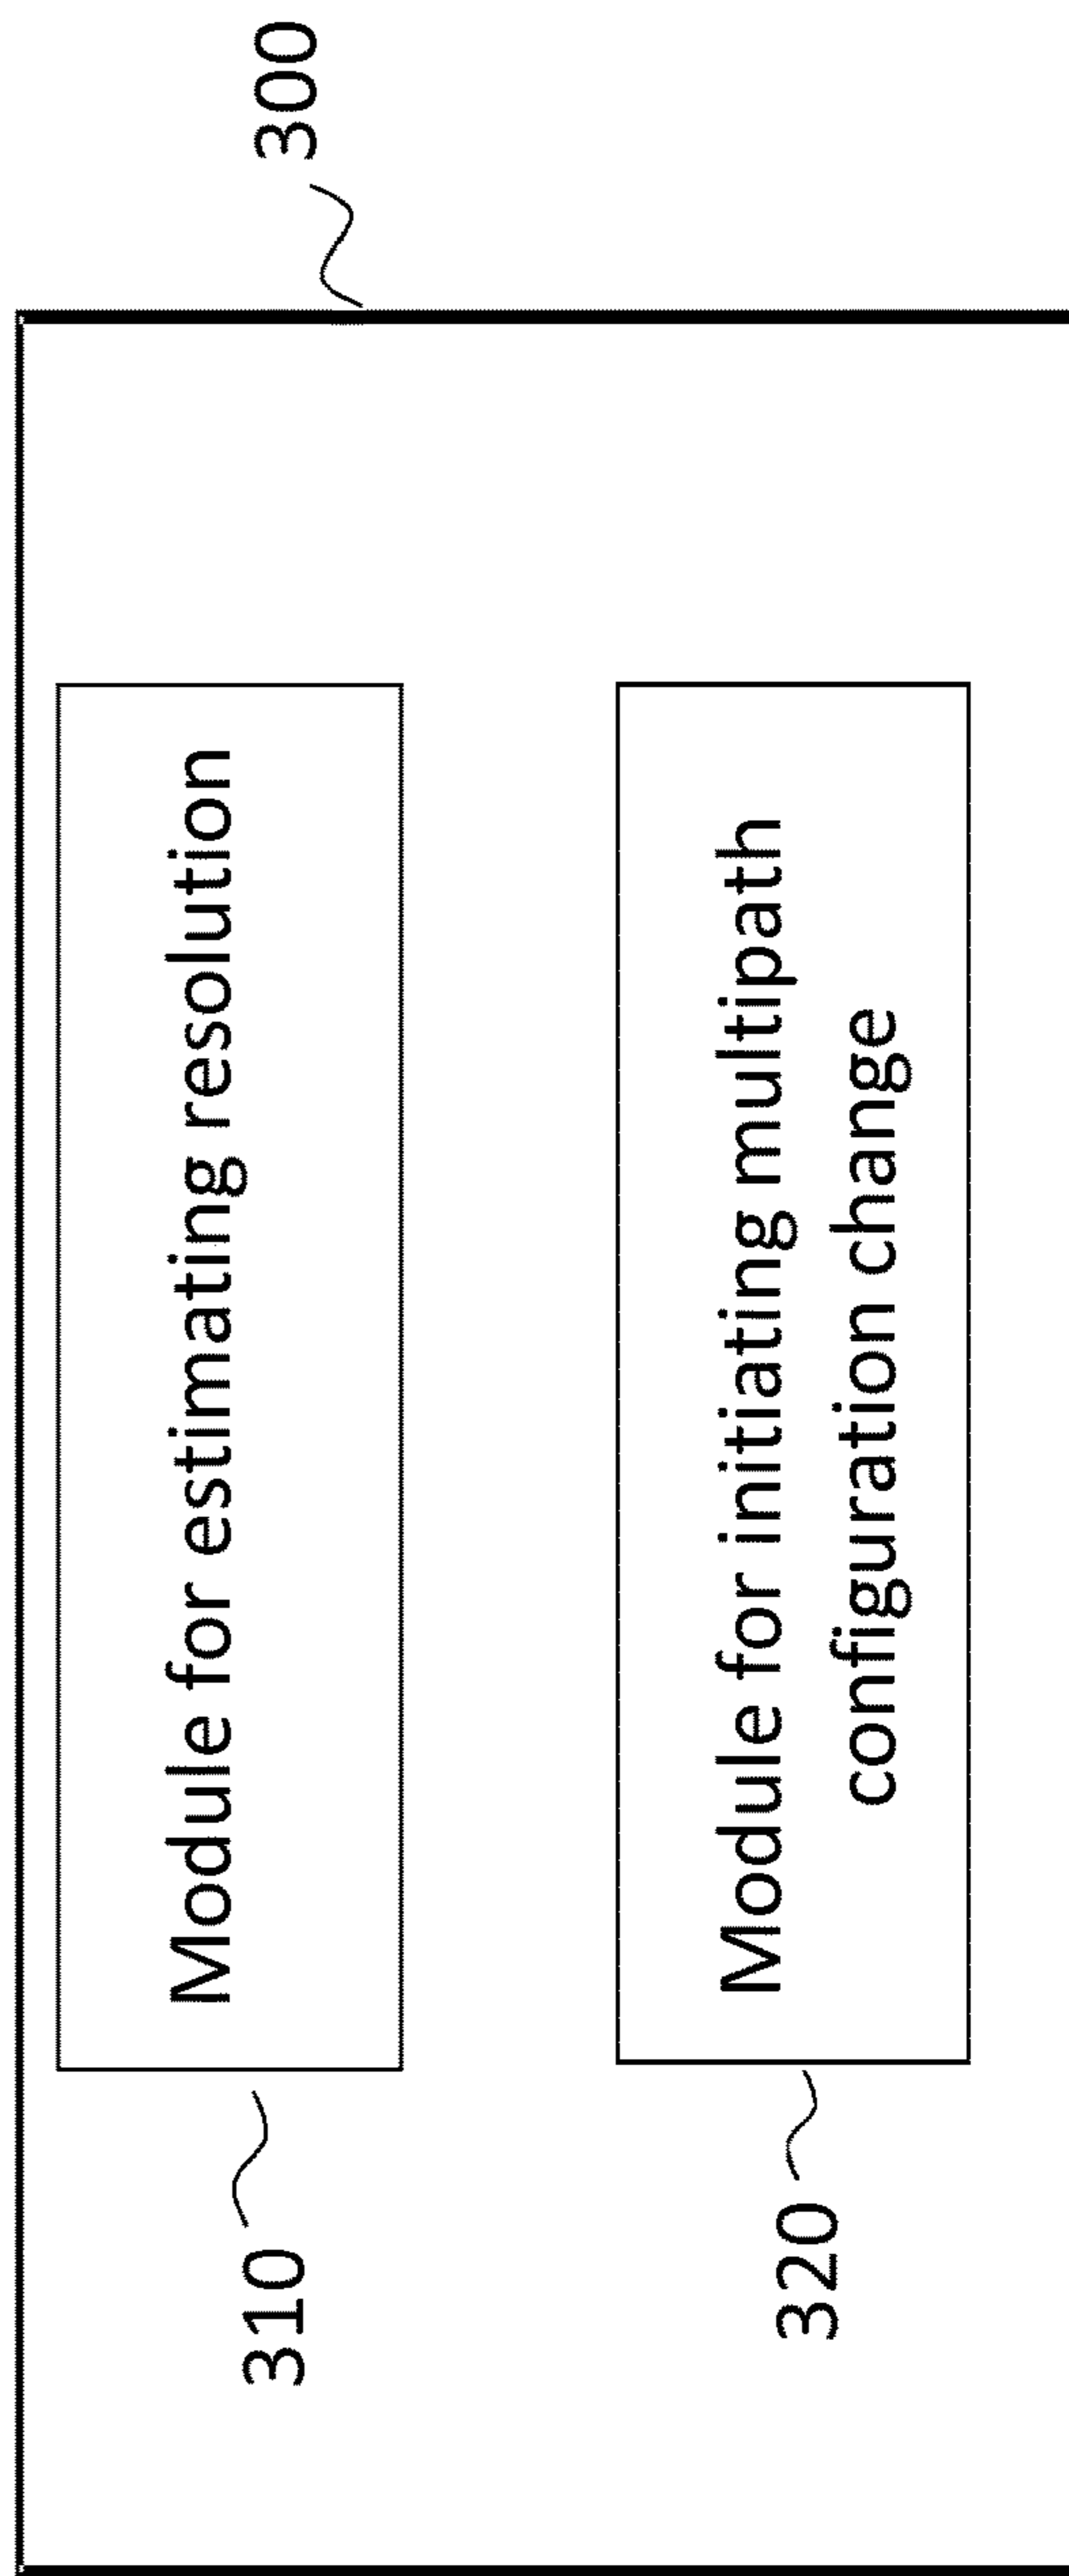 300
310
Module for estimating resolution
320
Module for initiating multipath
configuration change